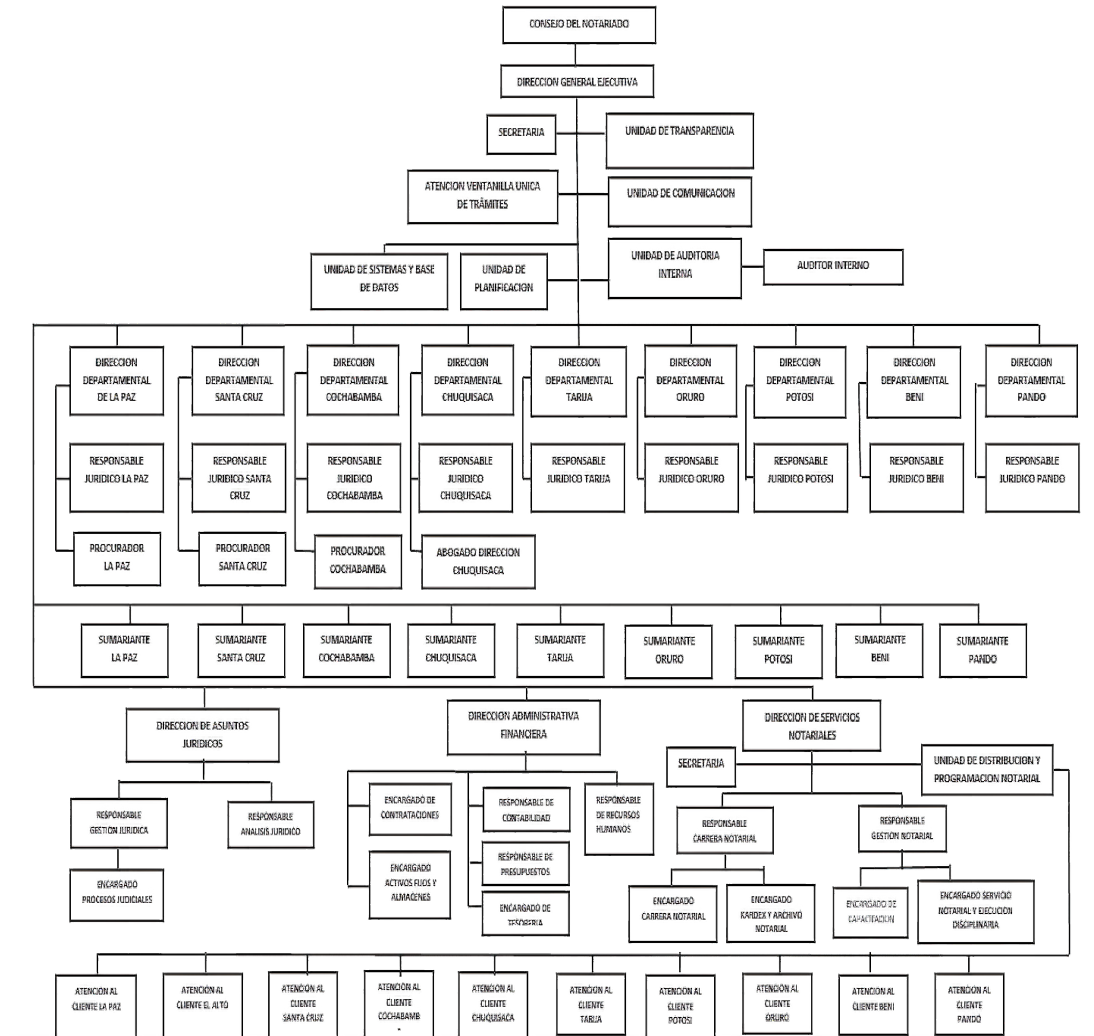 CONSEJO DEL NOTARIADO
DIRECCION GENERAL EJECUTIVA
SECRETARIA
UNIDAD DE TRANSPARENCIA
ATENCION VENTANILLA UNICA
DE TRÁMITES
UNIDAD DE COMUNICACION
UNIDAD DE SISTEMAS Y BASE
DE DATOS
UNIDAD DE
PLANIFICACION
UNIDAD DE AUDITORIA
INTERNA
AUDITOR INTERNO
DIRECCION
DEPARTAMENTAL
DE LA PAZ
DIRECCION
DEPARTAMENTAL
SANTA CRUZ
DIRECCION
DEPARTAMENTAL
COCHABAMBA
DIRECCION
DEPARTAMENTAL
CHUQUISACA
DIRECCION
DEPARTAMENTAL
TARIJA
DIRECCION
DEPARTAMENTAL
ORURO
DIRECCION
DEPARTAMENTAL
POTOSI
DIRECCION
DEPARTAMENTAL
BENI
DIRECCION
DEPARTAMENTAL
PANDO
RESPONSABLE
JURIDICO LA PAZ
RESPONSABLE
JURIDICO SANTA
CRUZ
RESPONSABLE
JURIDICO
COCHABAMBA
RESPONSABLE
JURIDICO
CHUQUISACA
RESPONSABLE
JURIDICO TARIJA
RESPONSABLE
JURIDICO ORURO
RESPONSABLE
JURIDICO POTOSI
RESPONSABLE
JURIDICO BENI
RESPONSABLE
JURIDICO PANDO
PROCURADOR
LA PAZ
PROCURADOR
SANTA CRUZ
PROCURADOR
COCHABAMBA
ABOGADO DIRECCION
CHUQUISACA
SUMARIANTE
LA PAZ
SUMARIANTE
SANTA CRUZ
SUMARIANTE
COCHABAMBA
SUMARIANTE
CHUQUISACA
SUMARIANTE
TARIJA
SUMARIANTE
ORURO
SUMARIANTE
POTOSI
SUMARIANTE
BENI
SUMARIANTE
PANDO
DIRECCION DE ASUNTOS
JURIDICOS
DIRECCION ADMINISTRATIVA
FINANCIERA
DIRECCION DE SERVICIOS
NOTARIALES
SECRETARIA
UNIDAD DE DISTRIBUCION Y
PROGRAMACION NOTARIAL
RESPONSABLE
GESTION JURIDICA
RESPONSABLE
ANALISIS JURIDICO
ENCARGADO
PROCESOS JUDICIALES
ENCARGADO DE
CONTRATACIONES
ENCARGADO
ACTIVOS FIJOS Y
ALMACENES
RESPONSABLE DE
CONTABILIDAD
RESPONSABLE DE
PRESUPUESTOS
ENCARGADO DE
TESORERIA
RESPONSABLE
DE RECURSOS
HUMANOS
RESPONSABLE
CARRERA NOTARIAL
RESPONSABLE
GESTION NOTARIAL
ENCARGADO
CARRERA NOTARIAL
ENCARGADO
KARDEX Y ARCHIVO
NOTARIAL
ENCARGADO DE
CAPACITACION
ENCARGADO SERVICIO
NOTARIAL Y EJECUCION
DISCIPLINARIA
ATENCION AL
CLIENTE LA PAZ
ATENCION AL
CLIENTE EL ALTO
ATENCION AL
CLIENTE
SANTA CRUZ
ATENCION AL
CLIENTE
COCHABAMB
ATENCION AL
CLIENTE
CHUQUISACA
ATENCION AL
CLIENTE
TARIJA
ATENCION AL
CLIENTE
POTOSI
ATENCION AL
CLIENTE
ORURO
ATENCION AL
CLIENTE BENI
ATENCION AL
CLIENTE
PANDO